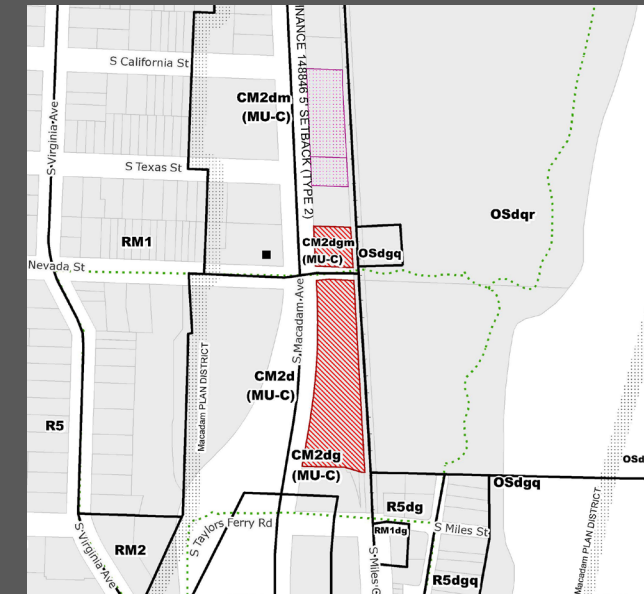 S California St
CM2dm
(MU-C)
INANCE 148846 5' SETBACK (TYPE 2)
S Virginia Ave
S Texas St
OSdqr
RM1
CM2dgm
(MU-C)
OSdgq
Nevada St
S Macadam Ave
Macadam PLAN DISTRICT
CM2d
(MU-C)
R5
CM2dg
(MU-C)
OSd
OSdgq
R5dg
S Taylors Ferry Rd
RM1dg
S Miles St
Macadam PLAN DISTRICT
S Virginia Ave
RM2
S Miles
R5dgq